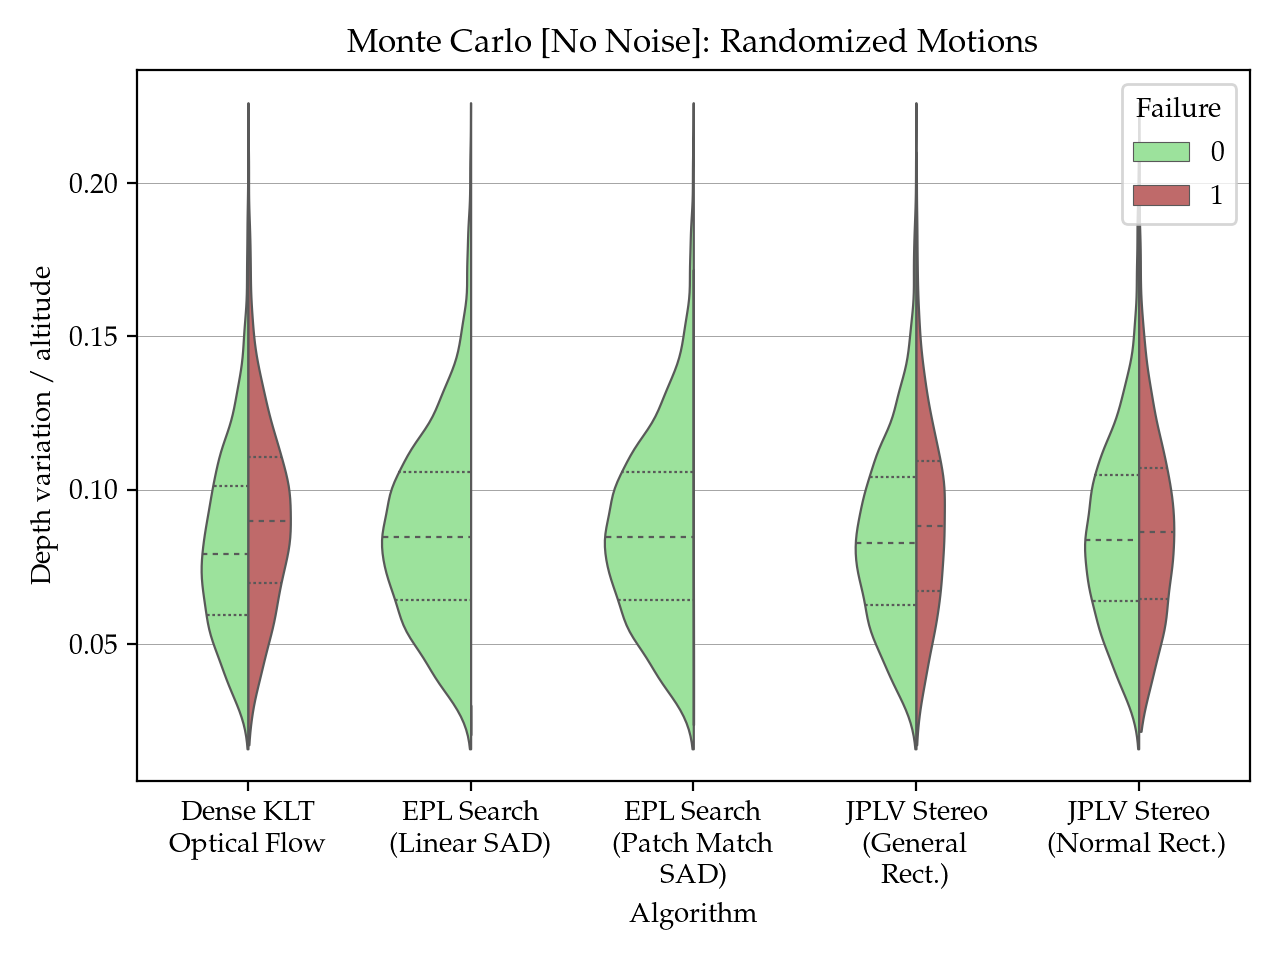 Monte Carlo [No Noise]: Randomized Motions
Failure
0
1
0.20
0.15
0.10
0.05
Depth variation / altitude
Dense KLT
Optical Flow
EPL Search
(Linear SAD)
EPL Search
(Patch Match
SAD)
JPLV Stereo
(General
Rect.)
JPLV Stereo
(Normal Rect.)
Algorithm